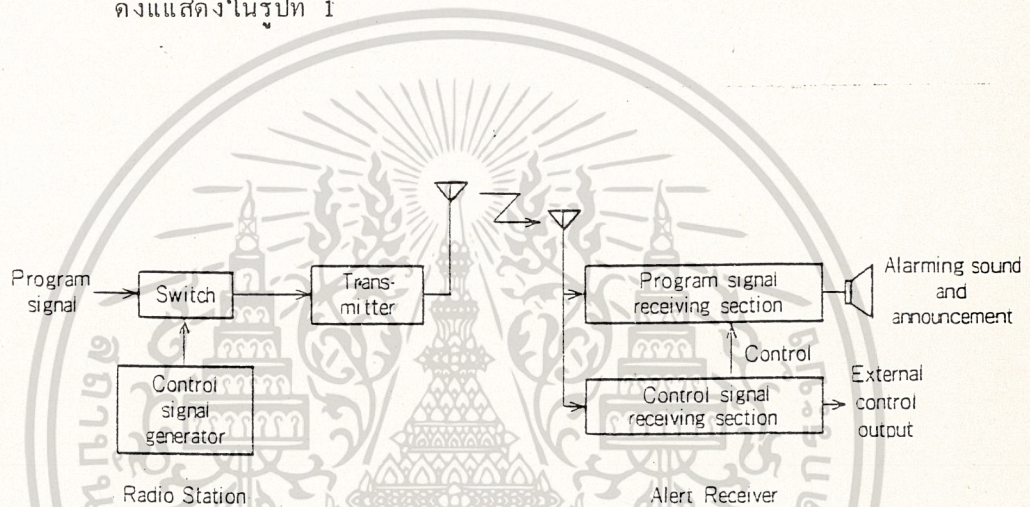 ดังแแสดงในรูปที่ 1
Program
signal
Switch
Trans-
mitter
Control
signal
generator
Radio Station
Program signal
receiving section
Control
Control signal
receiving section
Alarming sound
and
announcement
External
control
output
Alert Receiver